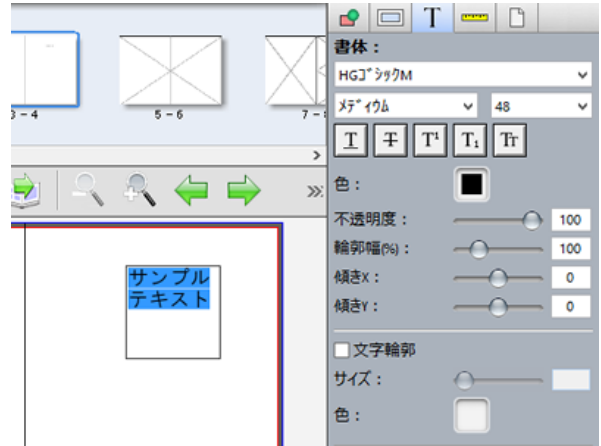 3 – 4
5 – 6
7 –
サンプル
テキスト
T
書体：
HGｺﾞｼｯｸM
ﾒﾃﾞｨｳﾑ
48
T T T¹ T₁ Tr
色：
不透明度：
100
輪郭幅(%)：
100
傾きX：
0
傾きY：
0
文字輪郭
サイズ：
色：